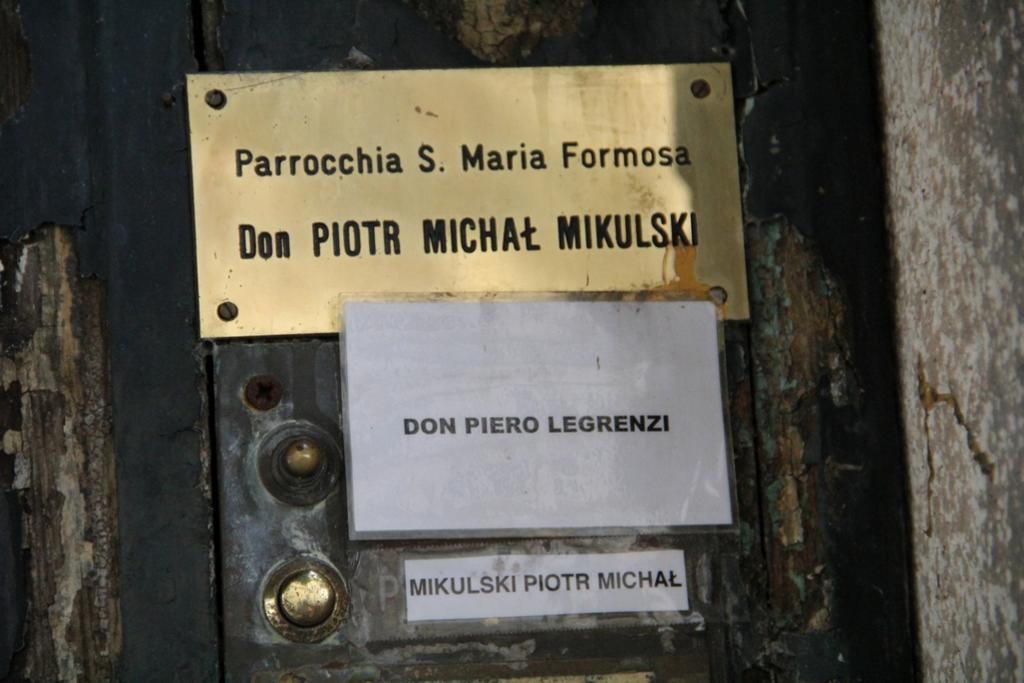 Parrocchia S. Maria Formosa
Don PIOTR MICHAŁ MIKULSKI
DON PIERO LEGRENZI
MIKULSKI PIOTR MICHAŁ